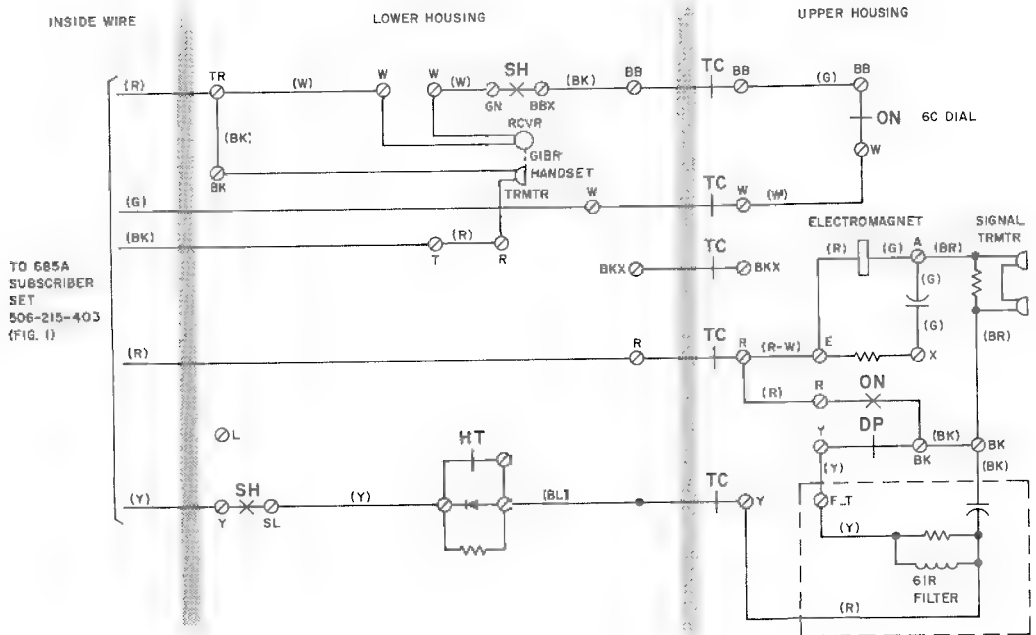 INSIDE WIRE
LOWER HOUSING
UPPER HOUSING
(R)
TR
(W)
W
W
(W)
SH
GN
BBX
(BK)
BB
TC
BB
(G)
BB
ON
6C DIAL
W
RCVR
GIBR
HANDSET
TRMTR
(BK)
BK
(G)
W
TC
W
(W)
(BK)
T
(R)
R
BKX
TC
BKX
ELECTROMAGNET
SIGNAL
TRMTR
(R)
(G)
A
(BR)
(G)
(G)
(BR)
TO 685A
SUBSCRIBER
SET
506-215-403
(FIG. 1)
(R)
R
TC
R
(R-W)
E
X
(R)
R
ON
DP
Y
BK
(BK)
BK
(Y)
(BK)
L
HT
(Y)
Y
SH
SL
(Y)
(BL)
TC
Y
(Y)
61R
FILTER
(R)